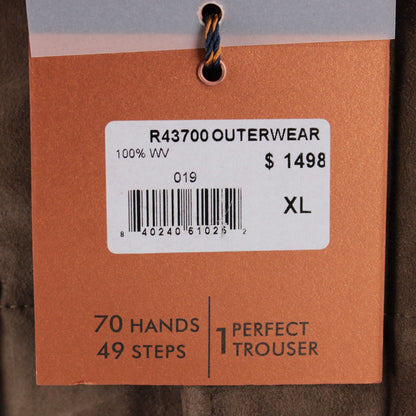 R43700 OUTERWEAR
100% WV
$ 1498
019
XL
8 40240 61026 2
70 HANDS
49 STEPS
1 PERFECT
TROUSER